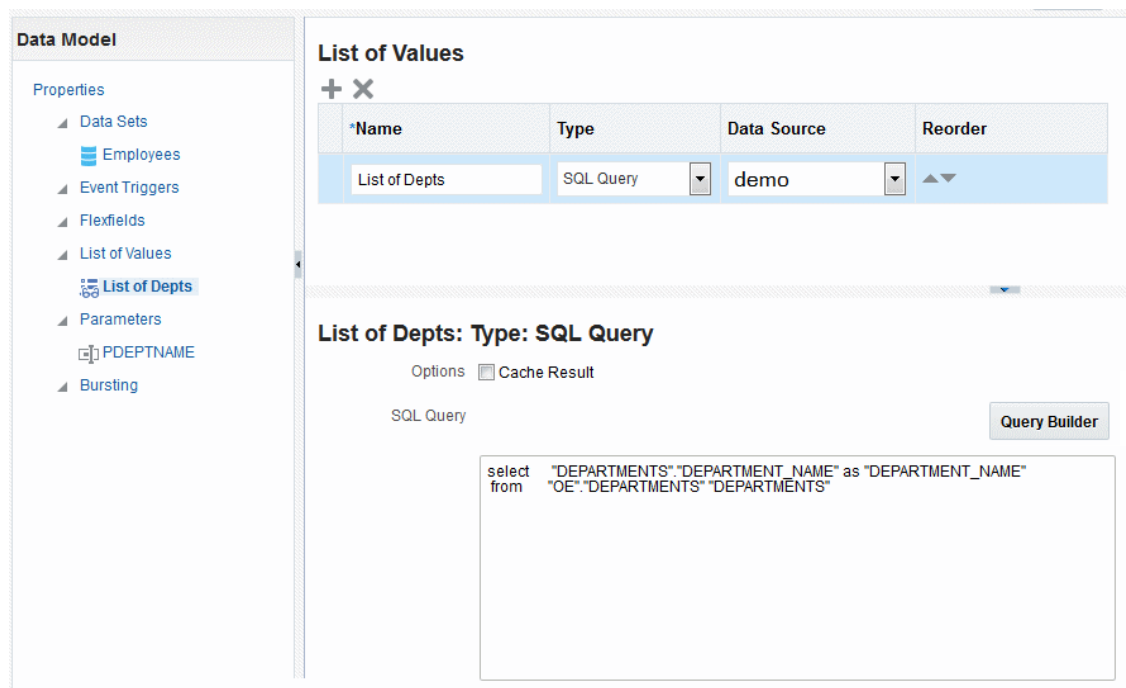 Data Model
Properties
Data Sets
Employees
Event Triggers
Flexfields
List of Values
List of Depts
Parameters
PDEPTNAME
Bursting
List of Values
*Name Type Data Source Reorder
List of Depts SQL Query demo
List of Depts: Type: SQL Query
Options Cache Result
SQL Query
Query Builder
select "DEPARTMENTS"."DEPARTMENT_NAME" as "DEPARTMENT_NAME"
from "OE"."DEPARTMENTS" "DEPARTMENTS"